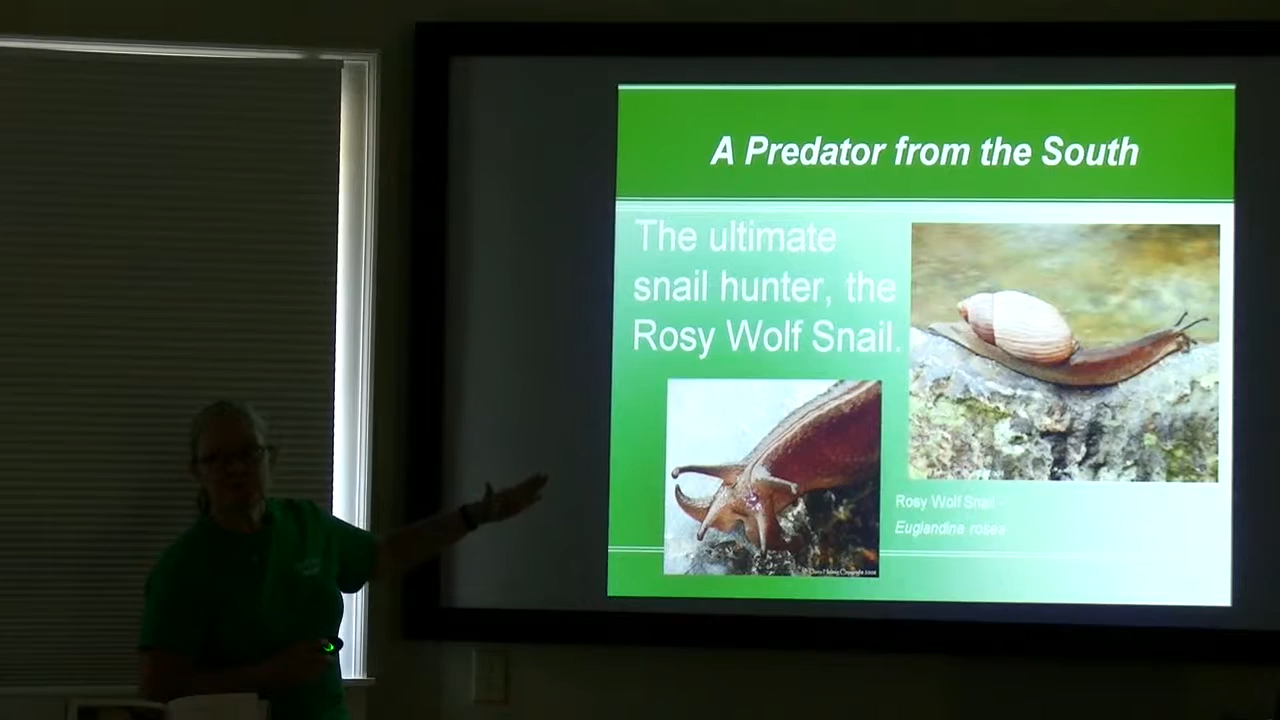 A Predator from the South
The ultimate
snail hunter, the
Rosy Wolf Snail.
Rosy Wolf Snail -
Euglandina rosea